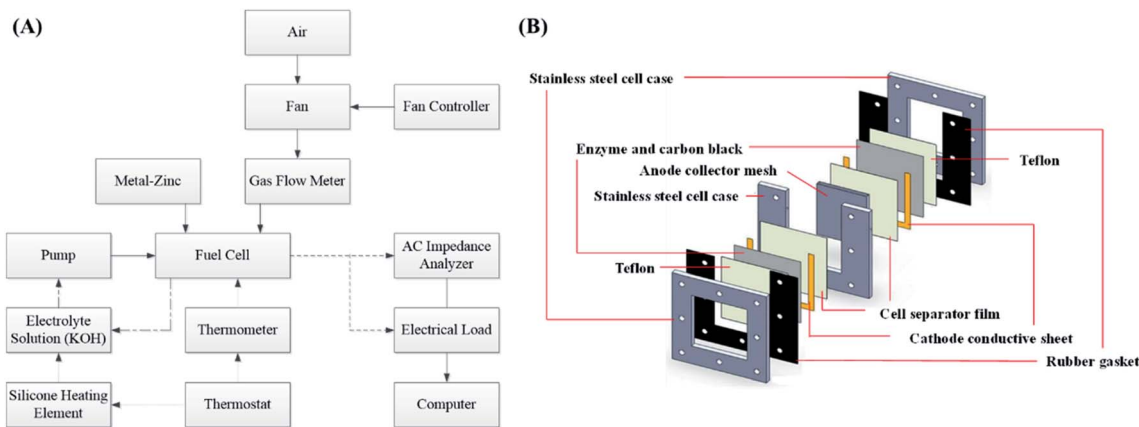 (A)
Air
Fan
Fan Controller
Metal-Zinc
Gas Flow Meter
Pump
Fuel Cell
AC Impedance
Analyzer
Electrolyte
Solution (KOH)
Thermometer
Electrical Load
Silicone Heating
Element
Thermostat
Computer
(B)
Stainless steel cell case
Enzyme and carbon black
Anode collector mesh
Stainless steel cell case
Teflon
Teflon
Cell separator film
Cathode conductive sheet
Rubber gasket